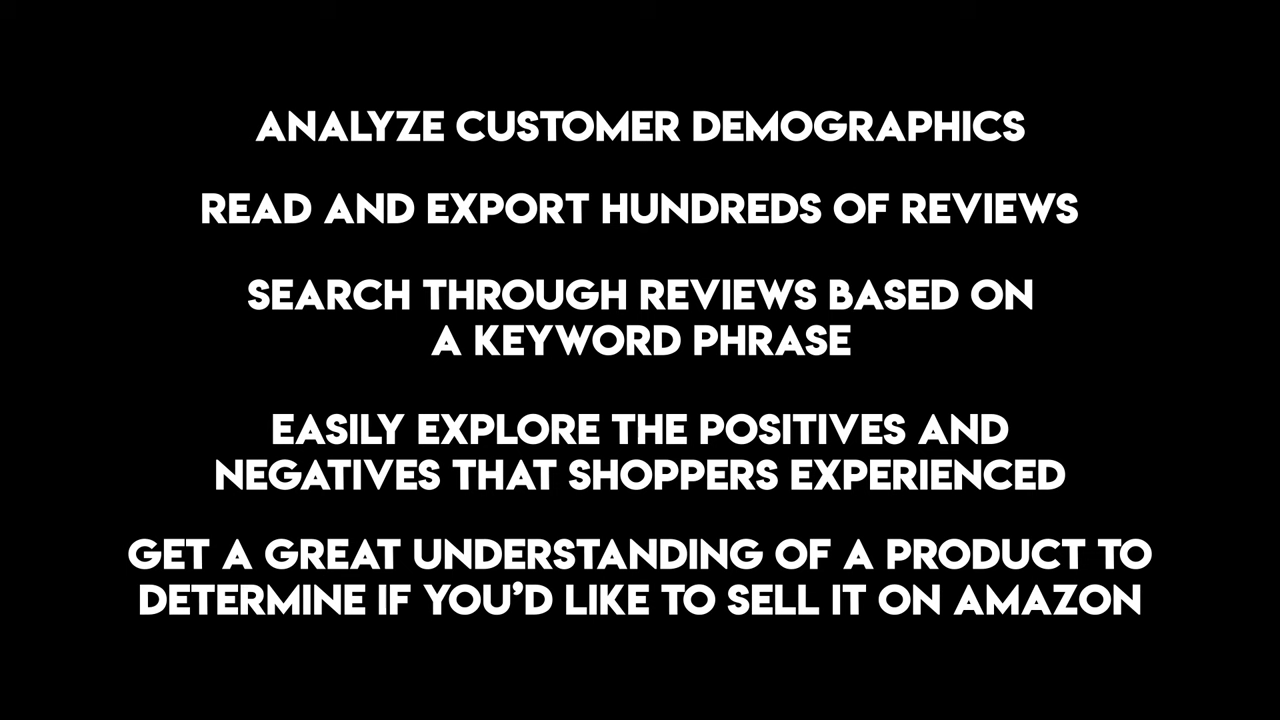 ANALYZE CUSTOMER DEMOGRAPHICS
READ AND EXPORT HUNDREDS OF REVIEWS
SEARCH THROUGH REVIEWS BASED ON
A KEYWORD PHRASE
EASILY EXPLORE THE POSITIVES AND
NEGATIVES THAT SHOPPERS EXPERIENCED
GET A GREAT UNDERSTANDING OF A PRODUCT TO
DETERMINE IF YOU’D LIKE TO SELL IT ON AMAZON